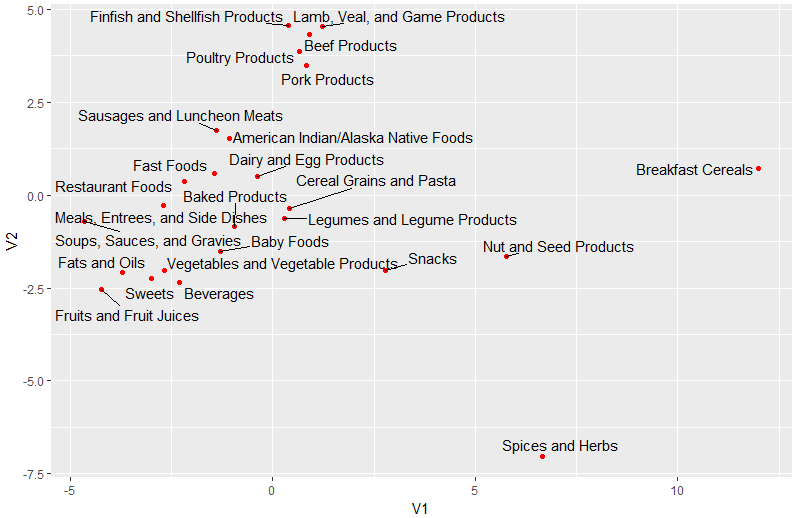 5.0
2.5
0.0
-2.5
-5.0
-7.5
V2
Finfish and Shellfish Products
Lamb, Veal, and Game Products
Beef Products
Poultry Products
Pork Products
Sausages and Luncheon Meats
American Indian/Alaska Native Foods
Dairy and Egg Products
Fast Foods
Breakfast Cereals
Cereal Grains and Pasta
Restaurant Foods
Baked Products
Meals, Entrees, and Side Dishes
Legumes and Legume Products
Soups, Sauces, and Gravies
Baby Foods
Nut and Seed Products
Fats and Oils
Vegetables and Vegetable Products
Snacks
Sweets
Beverages
Fruits and Fruit Juices
Spices and Herbs
-5
0
5
10
V1